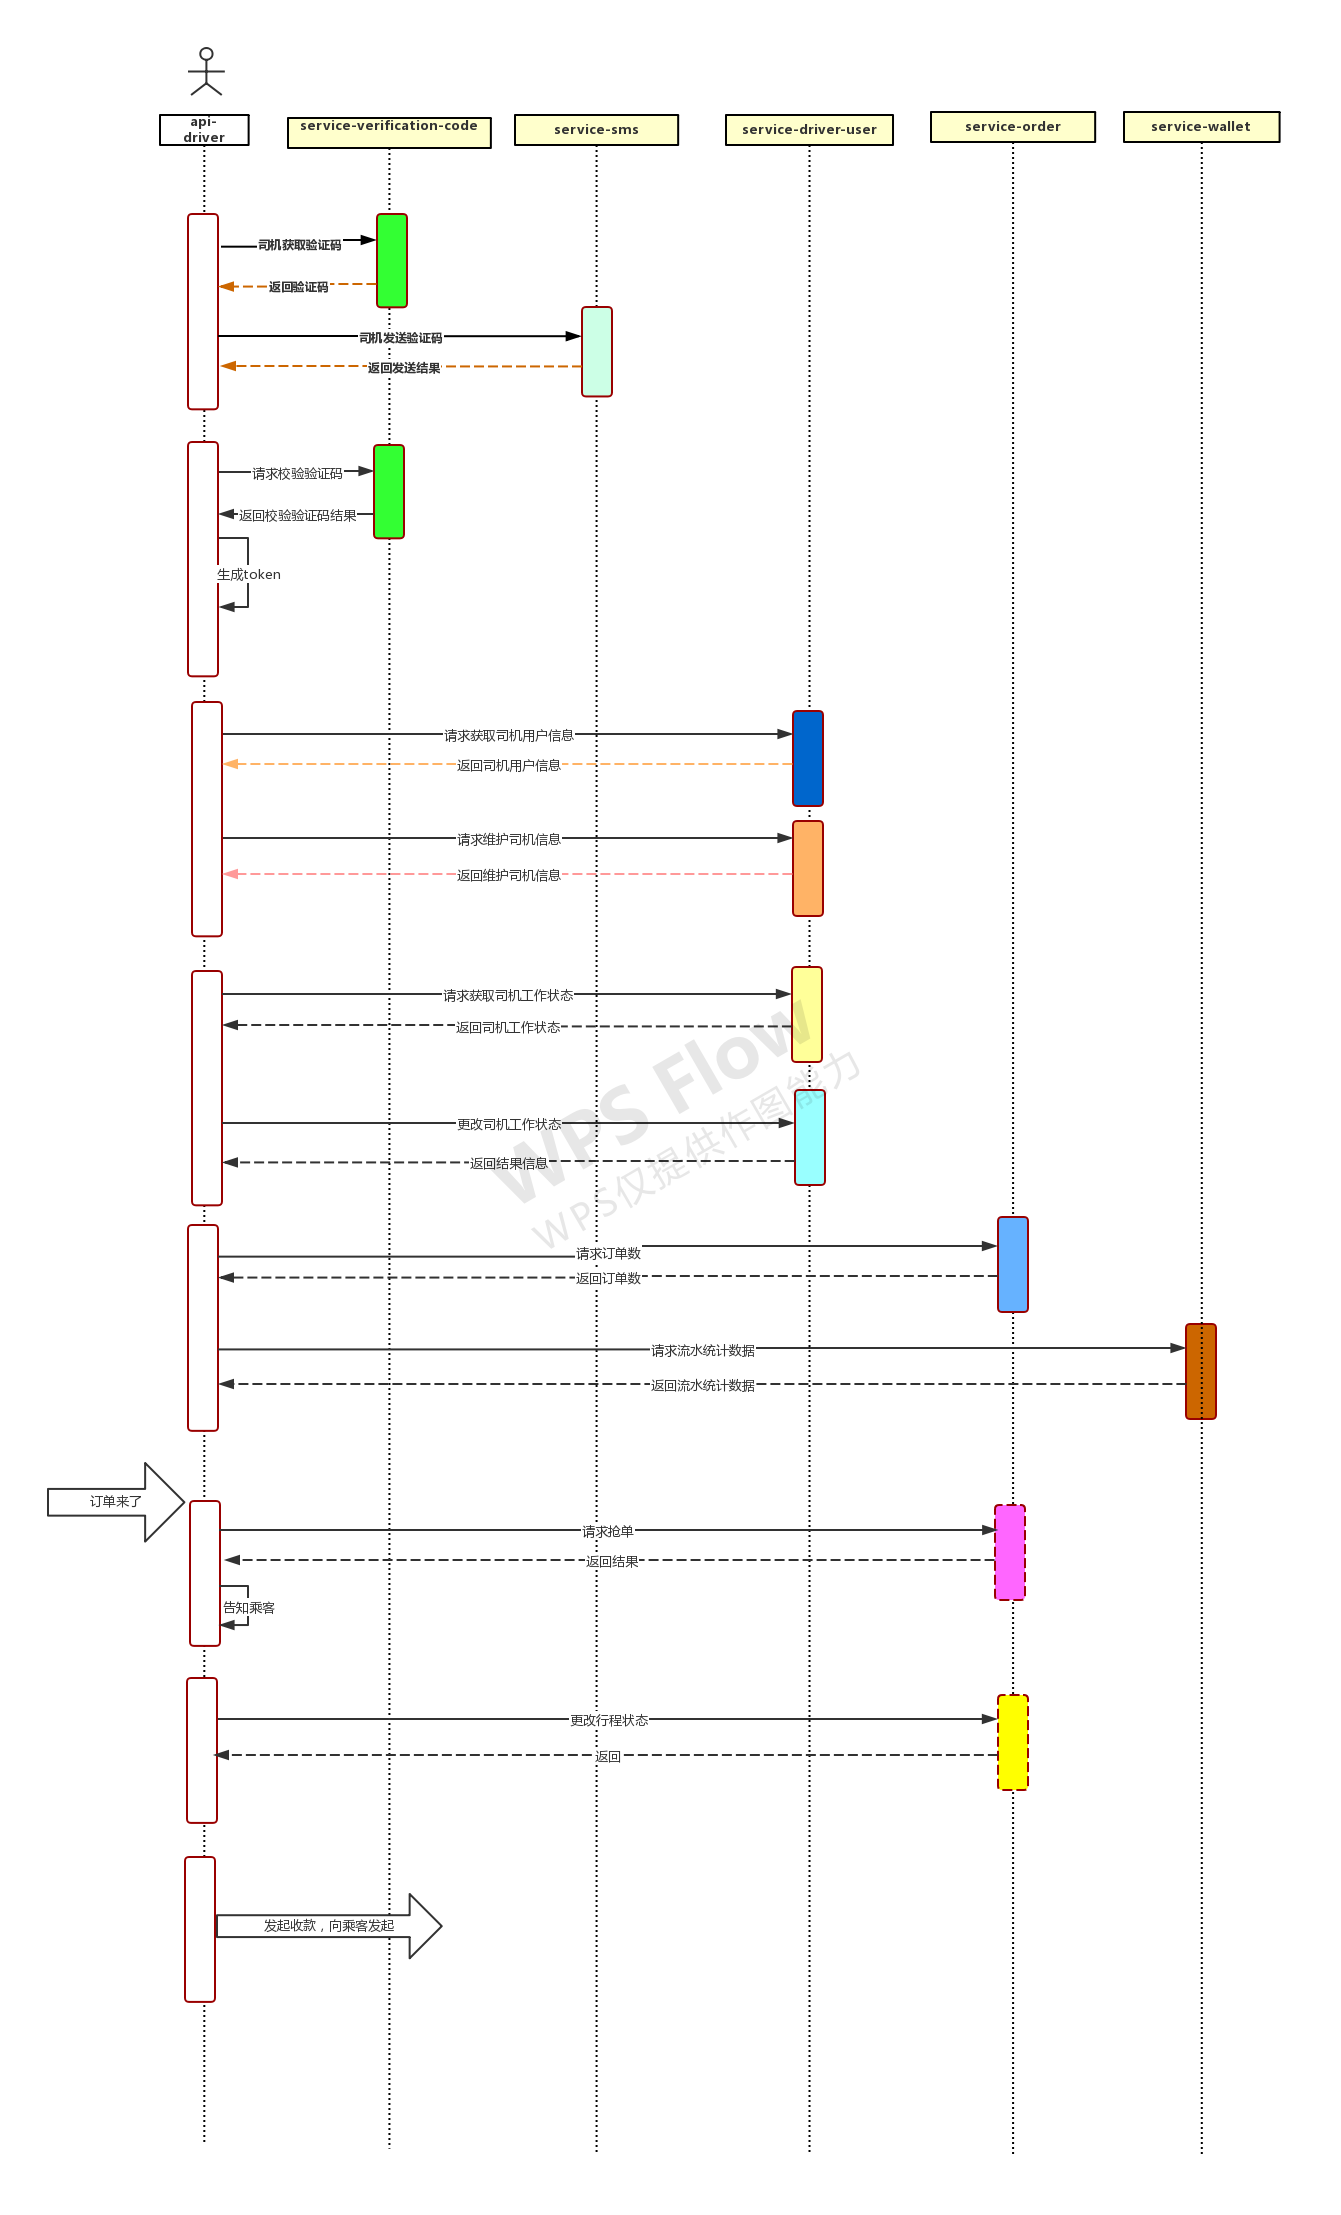 api-
driver
service-verification-code
service-sms
service-driver-user
service-order
service-wallet
司机获取验证码
返回验证码
司机发送验证码
返回发送结果
请求校验验证码
返回校验验证码结果
生成token
请求获取司机用户信息
返回司机用户信息
请求维护司机信息
返回维护司机信息
请求获取司机工作状态
返回司机工作状态
更改司机工作状态
返回结果信息
WPS Flow
WPS仅提供作图能力
请求订单数
返回订单数
请求流水统计数据
返回流水统计数据
订单来了
请求抢单
返回结果
告知乘客
更改行程状态
返回
发起收款，向乘客发起